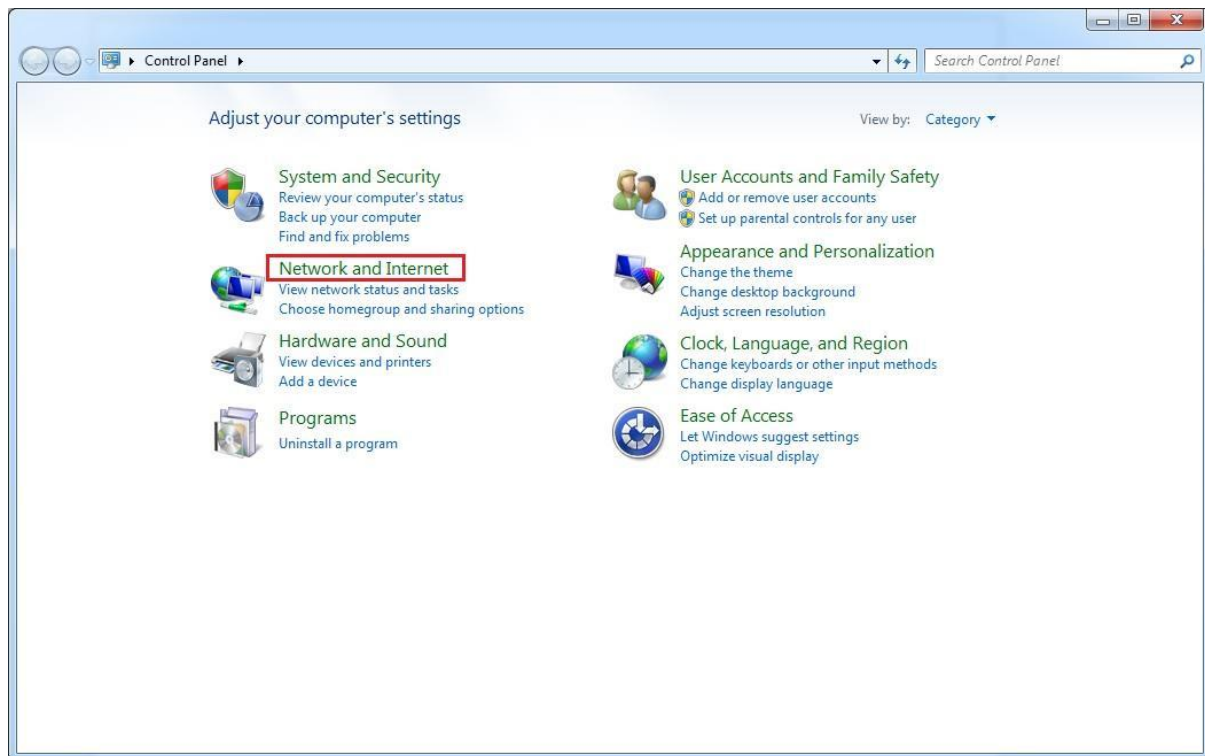 Control Panel
Search Control Panel
Adjust your computer's settings
View by: Category
System and Security
Review your computer's status
Back up your computer
Find and fix problems
Network and Internet
View network status and tasks
Choose homegroup and sharing options
Hardware and Sound
View devices and printers
Add a device
Programs
Uninstall a program
User Accounts and Family Safety
Add or remove user accounts
Set up parental controls for any user
Appearance and Personalization
Change the theme
Change desktop background
Adjust screen resolution
Clock, Language, and Region
Change keyboards or other input methods
Change display language
Ease of Access
Let Windows suggest settings
Optimize visual display